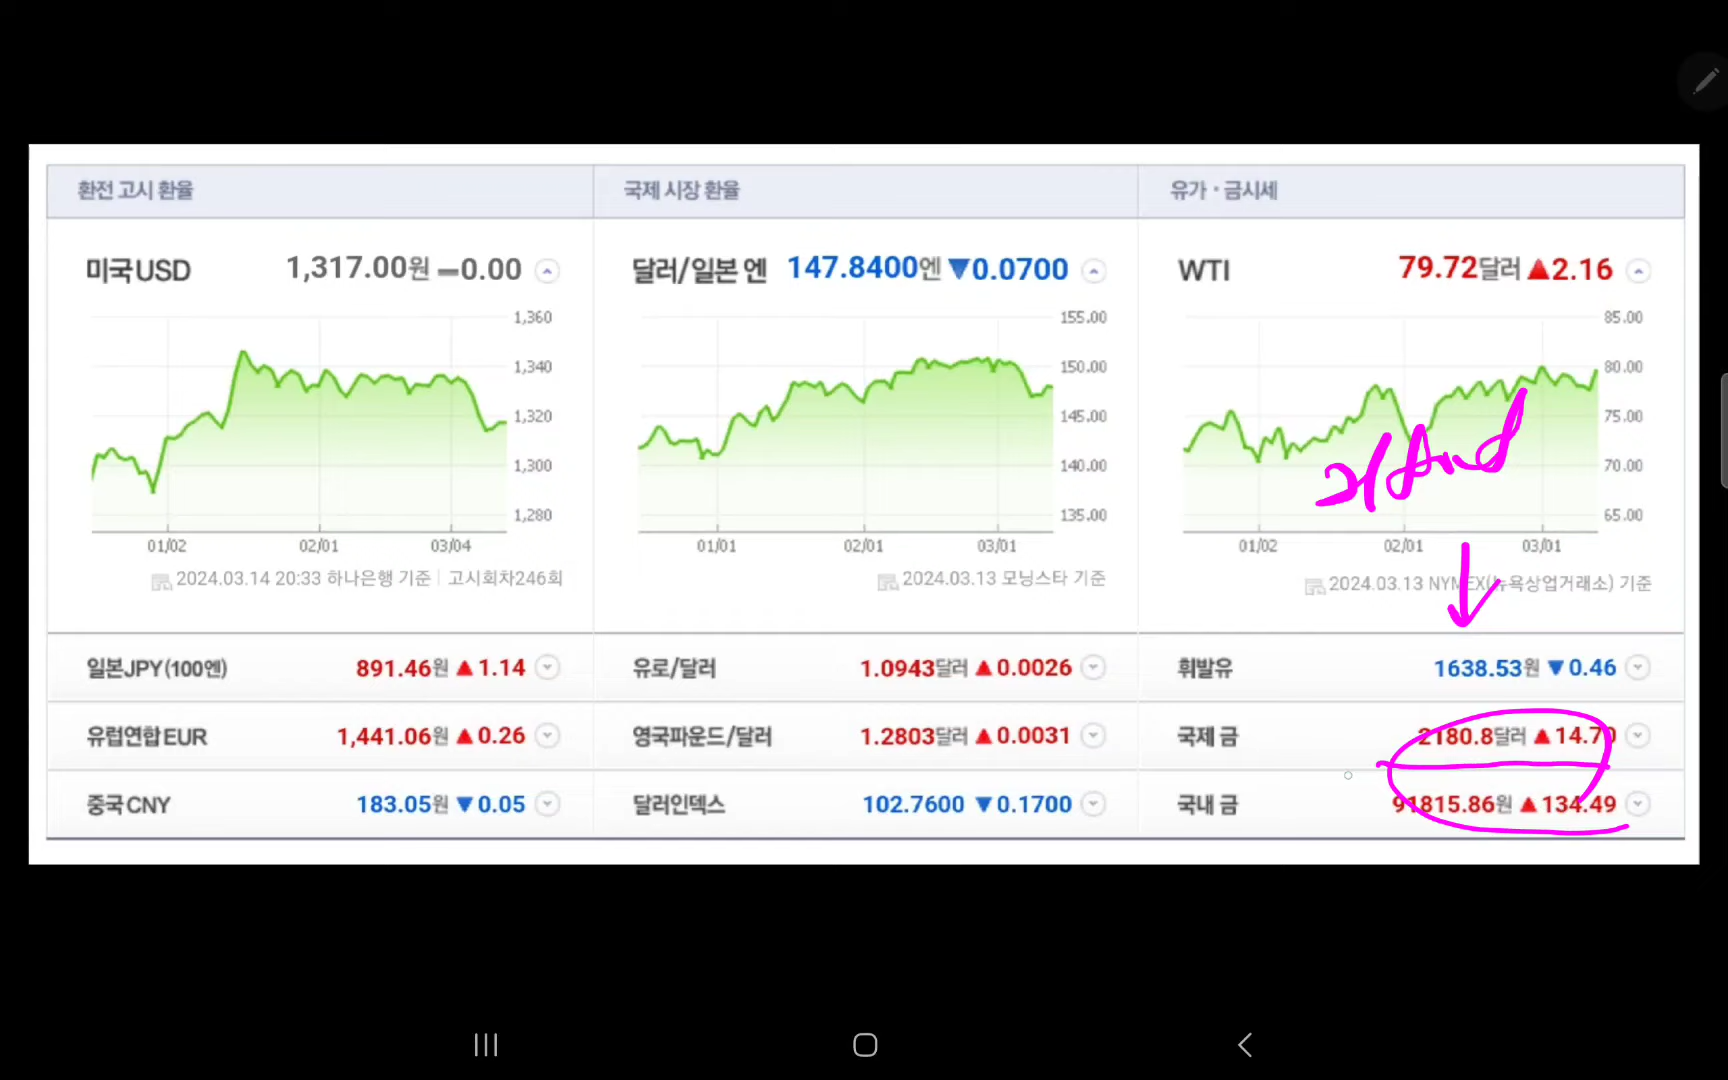 환전 고시 환율
미국 USD 1,317.00원 0.00
1,360
1,340
1,320
1,300
1,280
01/02 02/01 03/04
2024.03.14 20:33 하나은행 기준 고시회차246회
일본 JPY (100엔) 891.46원 ▲ 1.14
유럽연합 EUR 1,441.06원 ▲ 0.26
중국 CNY 183.05원 ▼ 0.05
국제 시장 환율
달러/일본 엔 147.8400엔 ▼ 0.0700
155.00
150.00
145.00
140.00
135.00
01/01 02/01 03/01
2024.03.13 모닝스타 기준
유로/달러 1.0943달러 ▲ 0.0026
영국파운드/달러 1.2803달러 ▲ 0.0031
달러인덱스 102.7600 ▼ 0.1700
유가·금시세
WTI 79.72달러 ▲ 2.16
85.00
80.00
75.00
70.00
65.00
01/02 02/01 03/01
2024.03.13 NYMEX(뉴욕상업거래소) 기준
휘발유 1638.53원 ▼ 0.46
국제 금 2180.8달러 ▲ 14.70
국내 금 91815.86원 ▲ 134.49